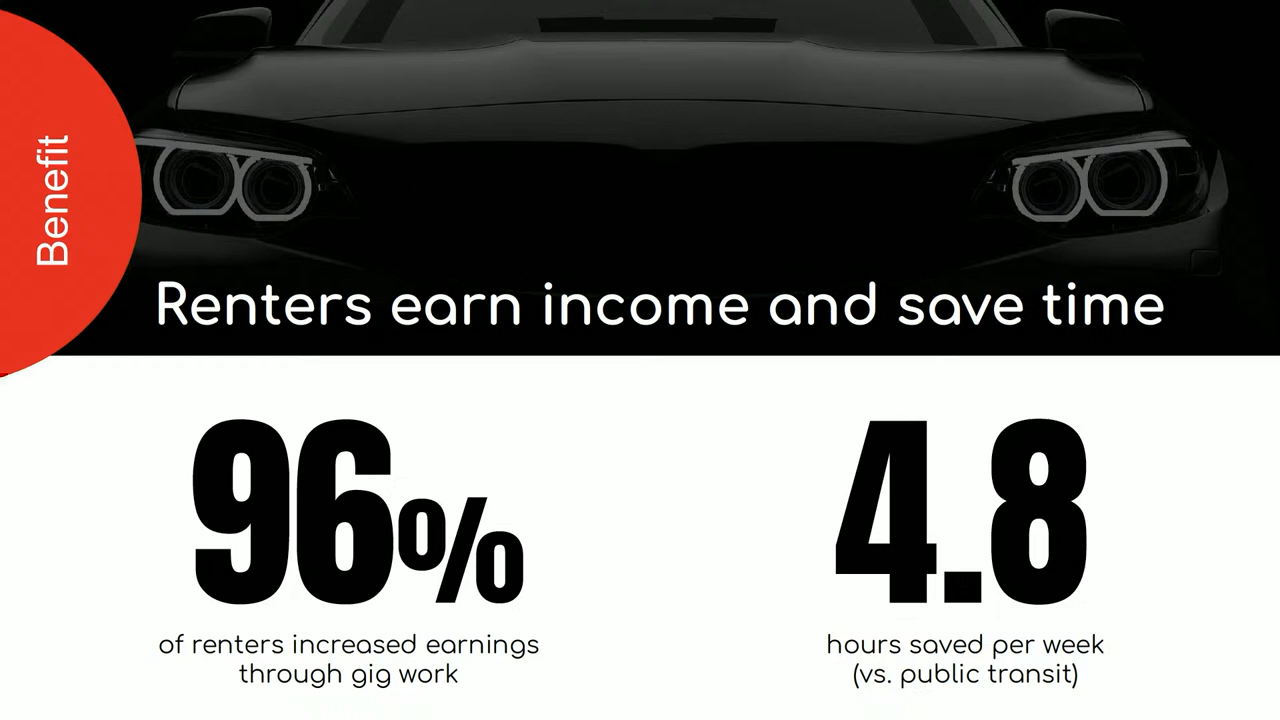 Benefit
Renters earn income and save time
96%
of renters increased earnings
through gig work
4.8
hours saved per week
(vs. public transit)